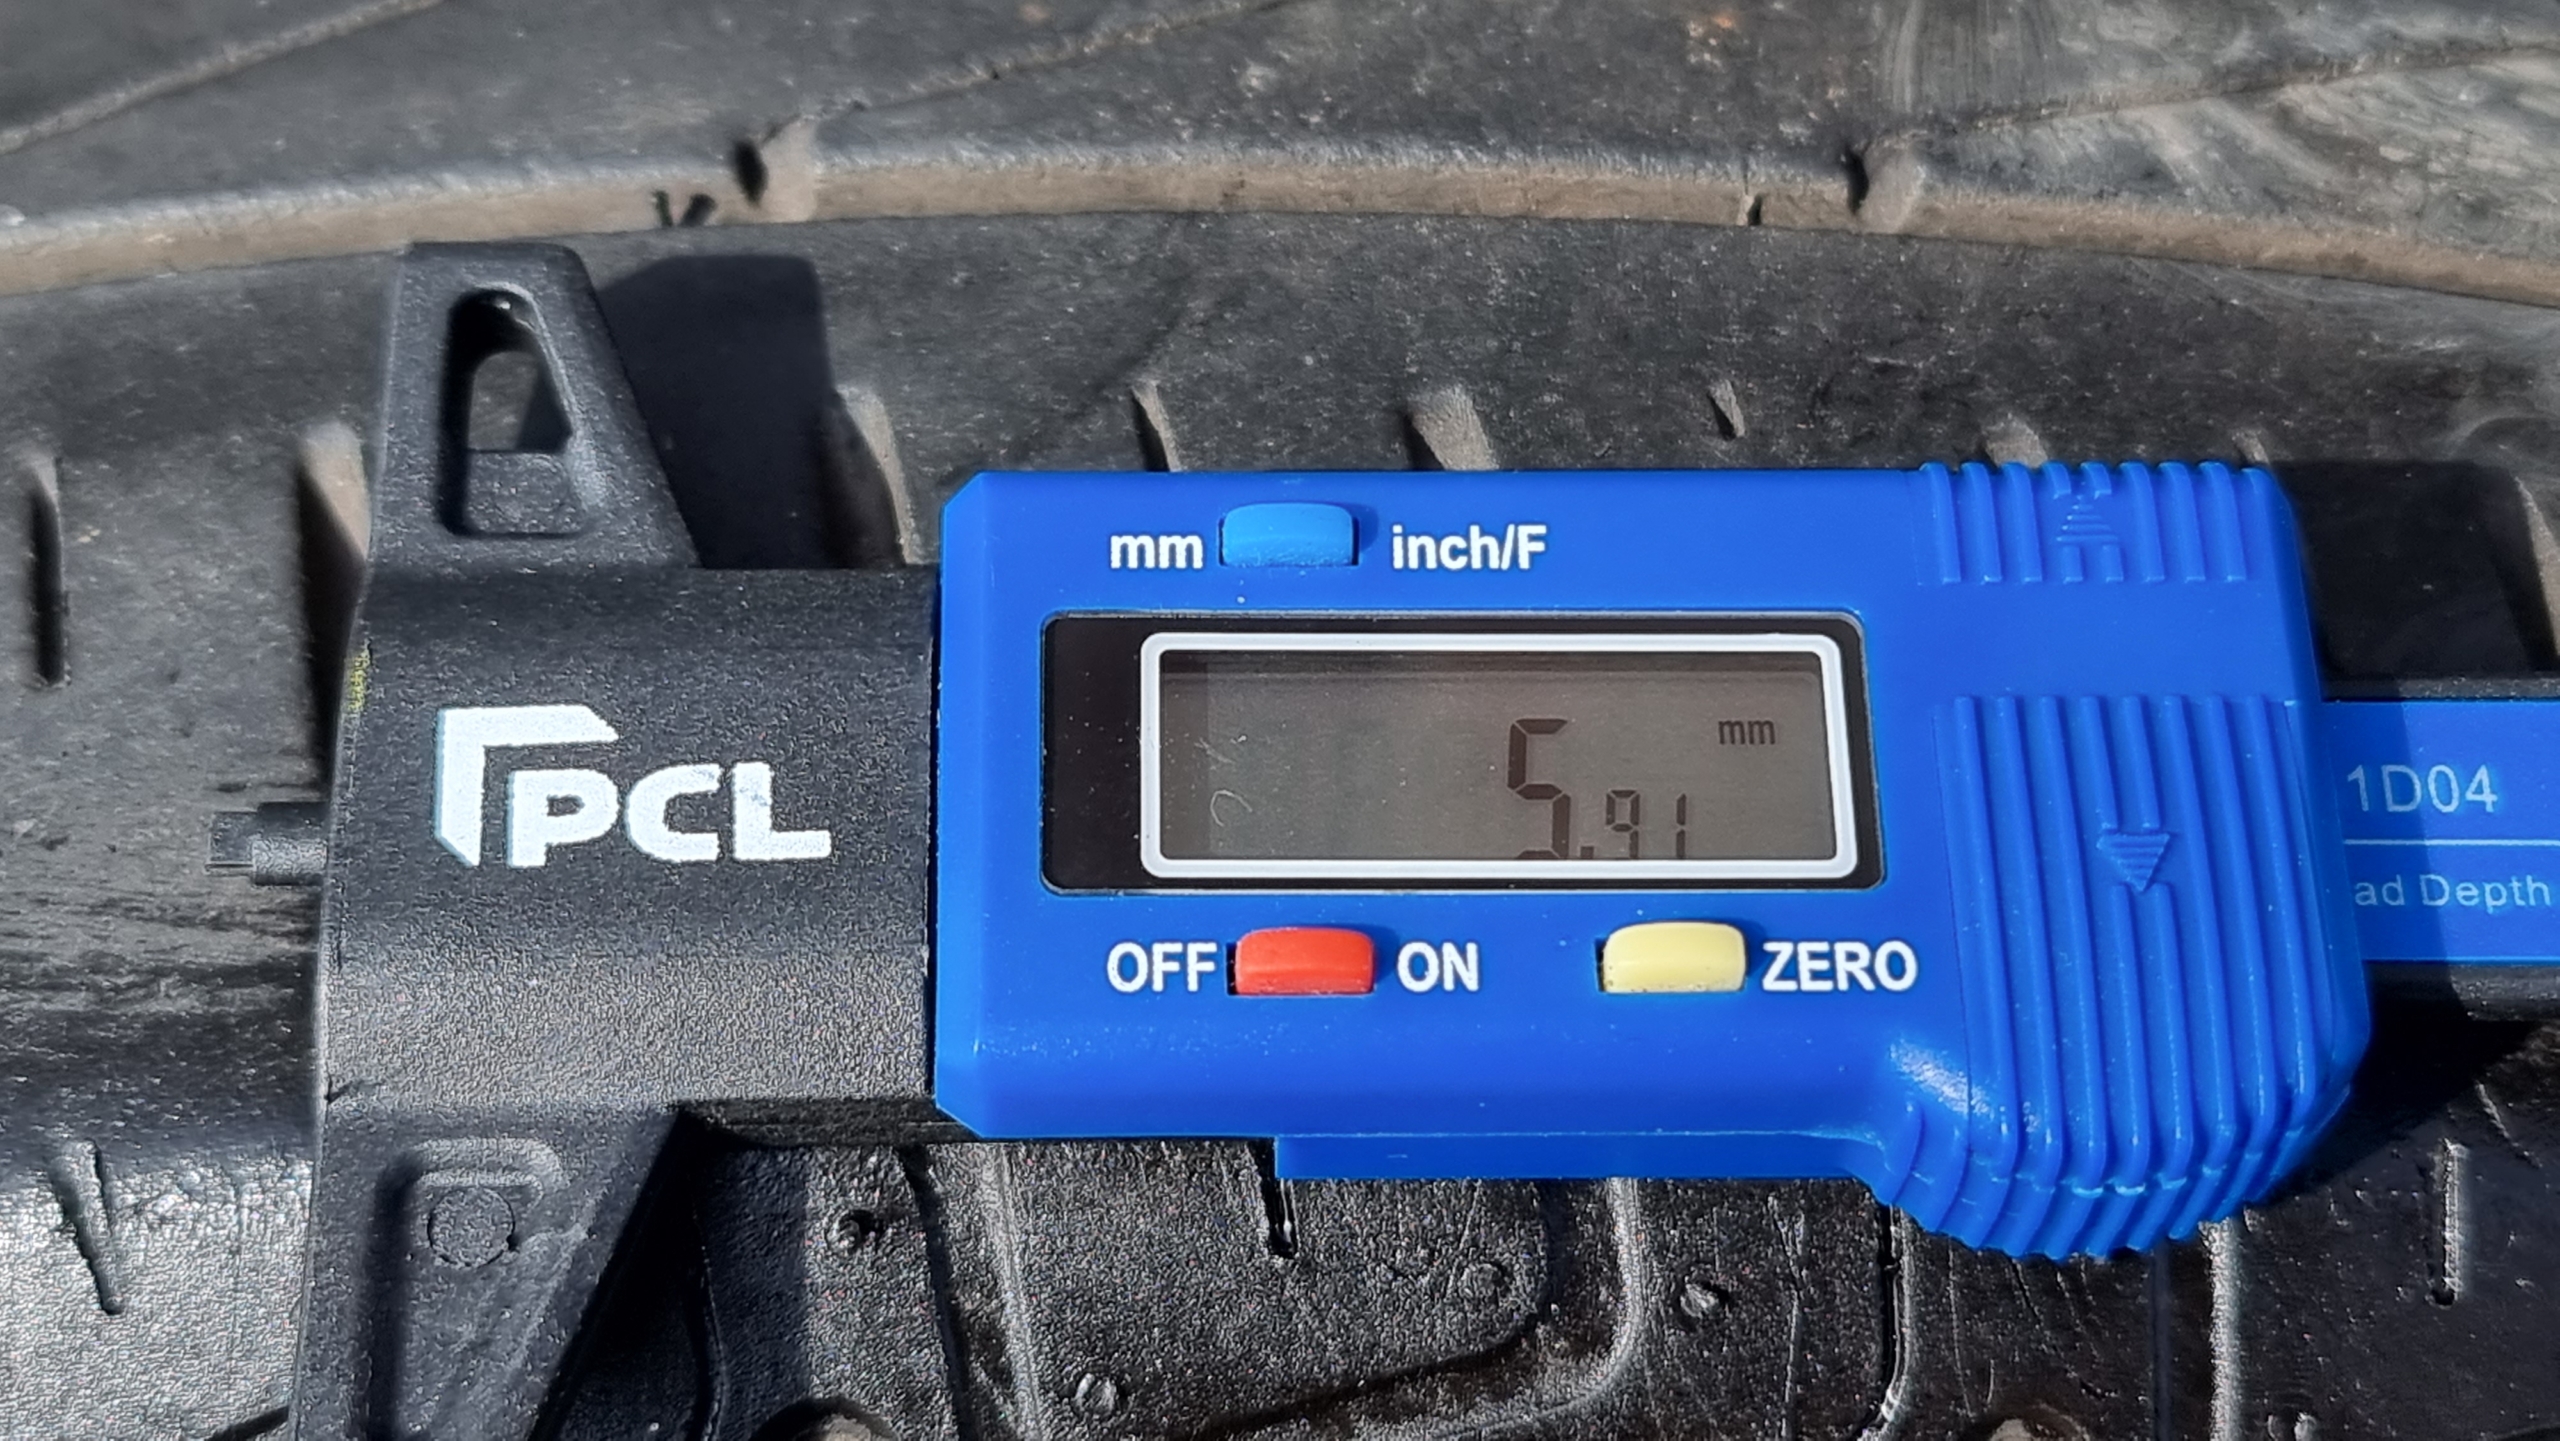 mm inch/F
mm
5.91
PCL
1D04
ad Depth
OFF ON ZERO